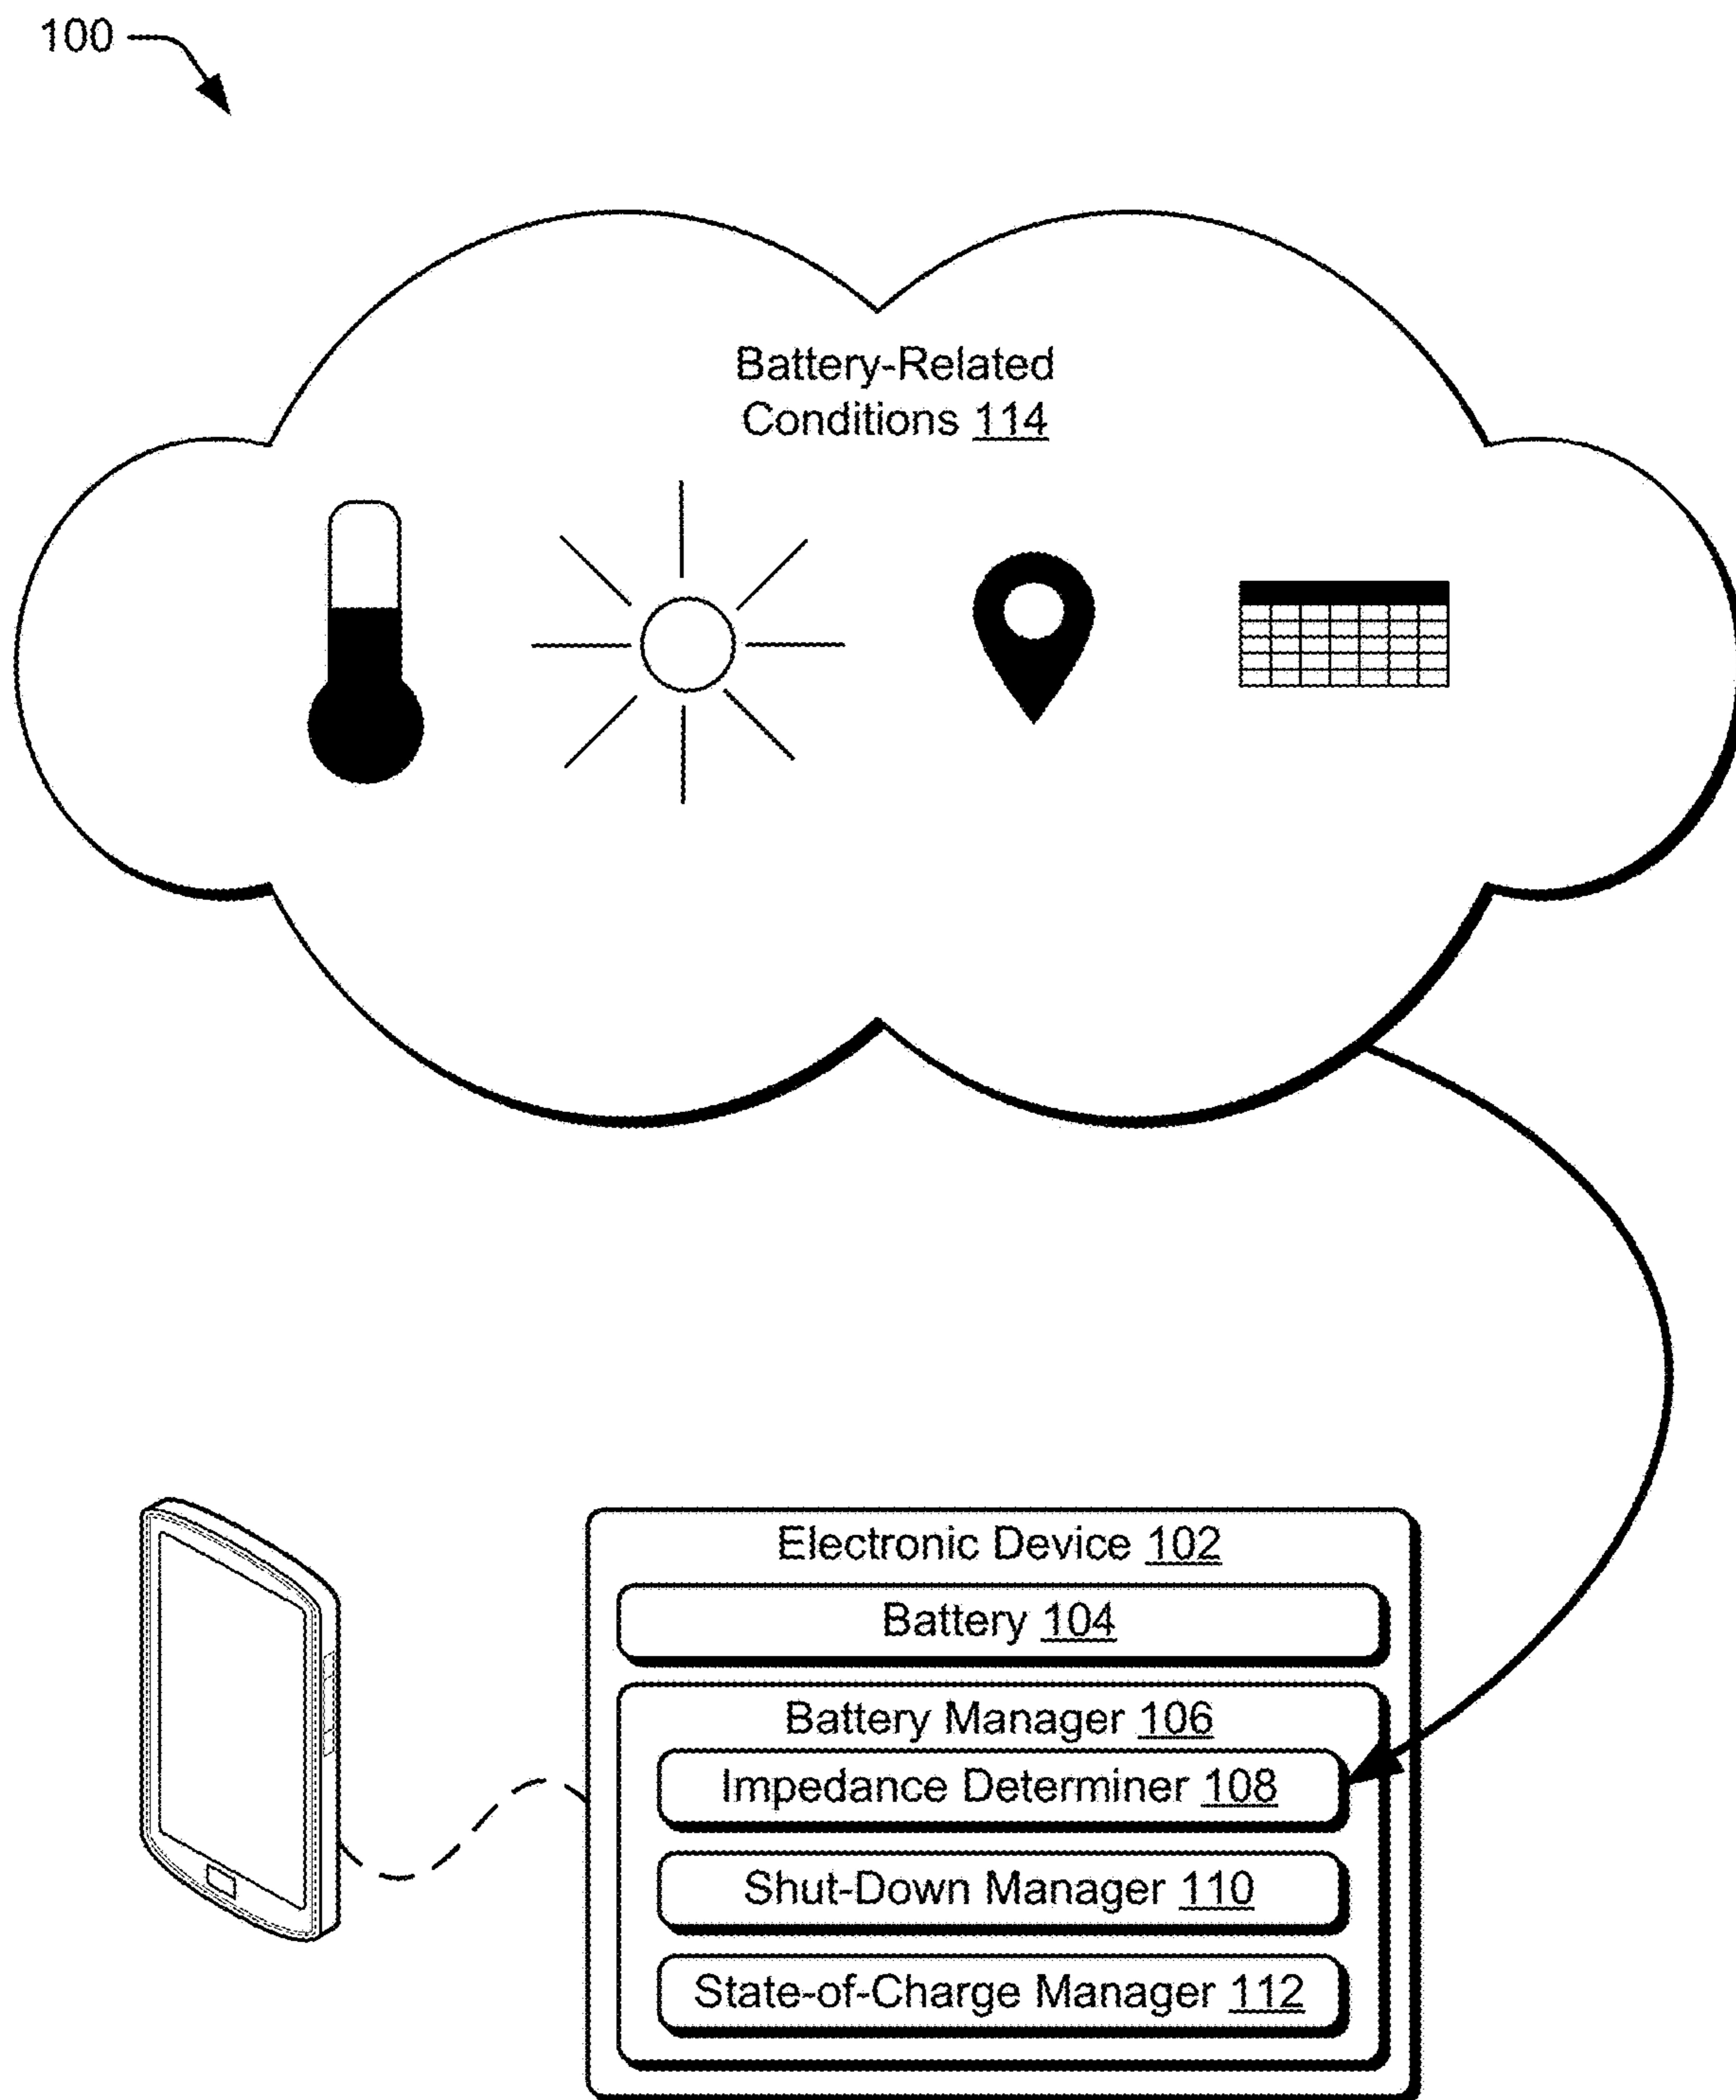 100
Battery-Related
Conditions 114
Electronic Device 102
Battery 104
Battery Manager 106
Impedance Determiner 108
Shut-Down Manager 110
State-of-Charge Manager 112